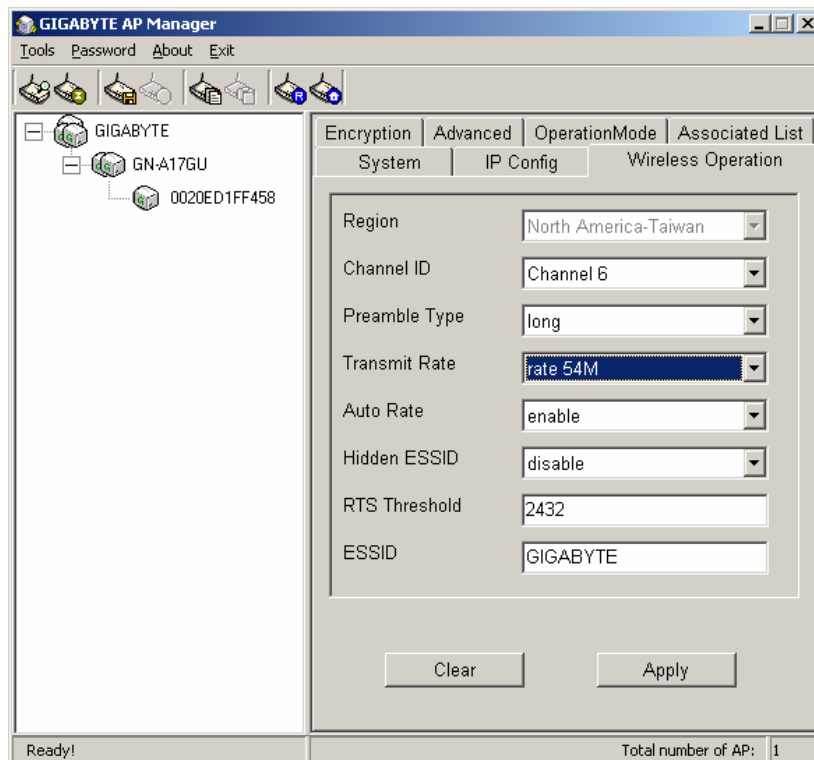 GIGABYTE AP Manager
Tools Password About Exit
GIGABYTE
GN-A17GU
0020ED1FF458
Encryption Advanced OperationMode Associated List
System IP Config Wireless Operation
Region North America-Taiwan
Channel ID Channel 6
Preamble Type long
Transmit Rate rate 54M
Auto Rate enable
Hidden ESSID disable
RTS Threshold 2432
ESSID GIGABYTE
Clear Apply
Ready! Total number of AP: 1